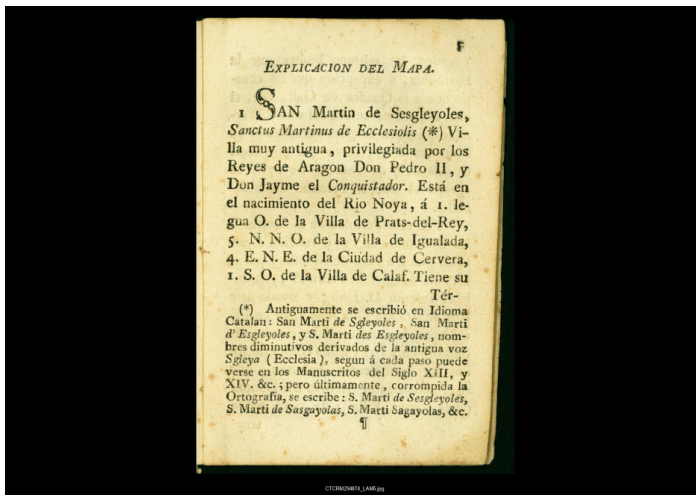 EXPLICACION DEL MAPA.
1 SAN Martin de Sesgleyoles,
Sanctus Martinus de Ecclesiolis (*) Vi-
lla muy antigua, privilegiada por los
Reyes de Aragon Don Pedro II, y
Don Jayme el Conquistador. Está en
el nacimiento del Rio Noya, á 1. le-
gua O. de la Villa de Prats-del-Rey,
5. N. N. O. de la Villa de Igualada,
4. E. N. E. de la Ciudad de Cervera,
1. S. O. de la Villa de Calaf. Tiene su
Tér-
(*) Antiguamente se escribió en Idioma
Catalan: San Marti de Sgleyoles, San Marti
d' Esgleyoles, y S. Marti des Esgleyoles, nom-
bres diminutivos derivados de la antigua voz
Sgleya (Ecclesia), segun á cada paso puede
verse en los Manuscritos del Siglo XIII, y
XIV. &c.; pero últimamente, corrompida la
Ortografía, se escribe: S. Marti de Sesgleyoles,
S. Marti de Sasgayolas, S. Marti Sagayolas, &c.
¶
CTCRM294874_LAM5.jpg